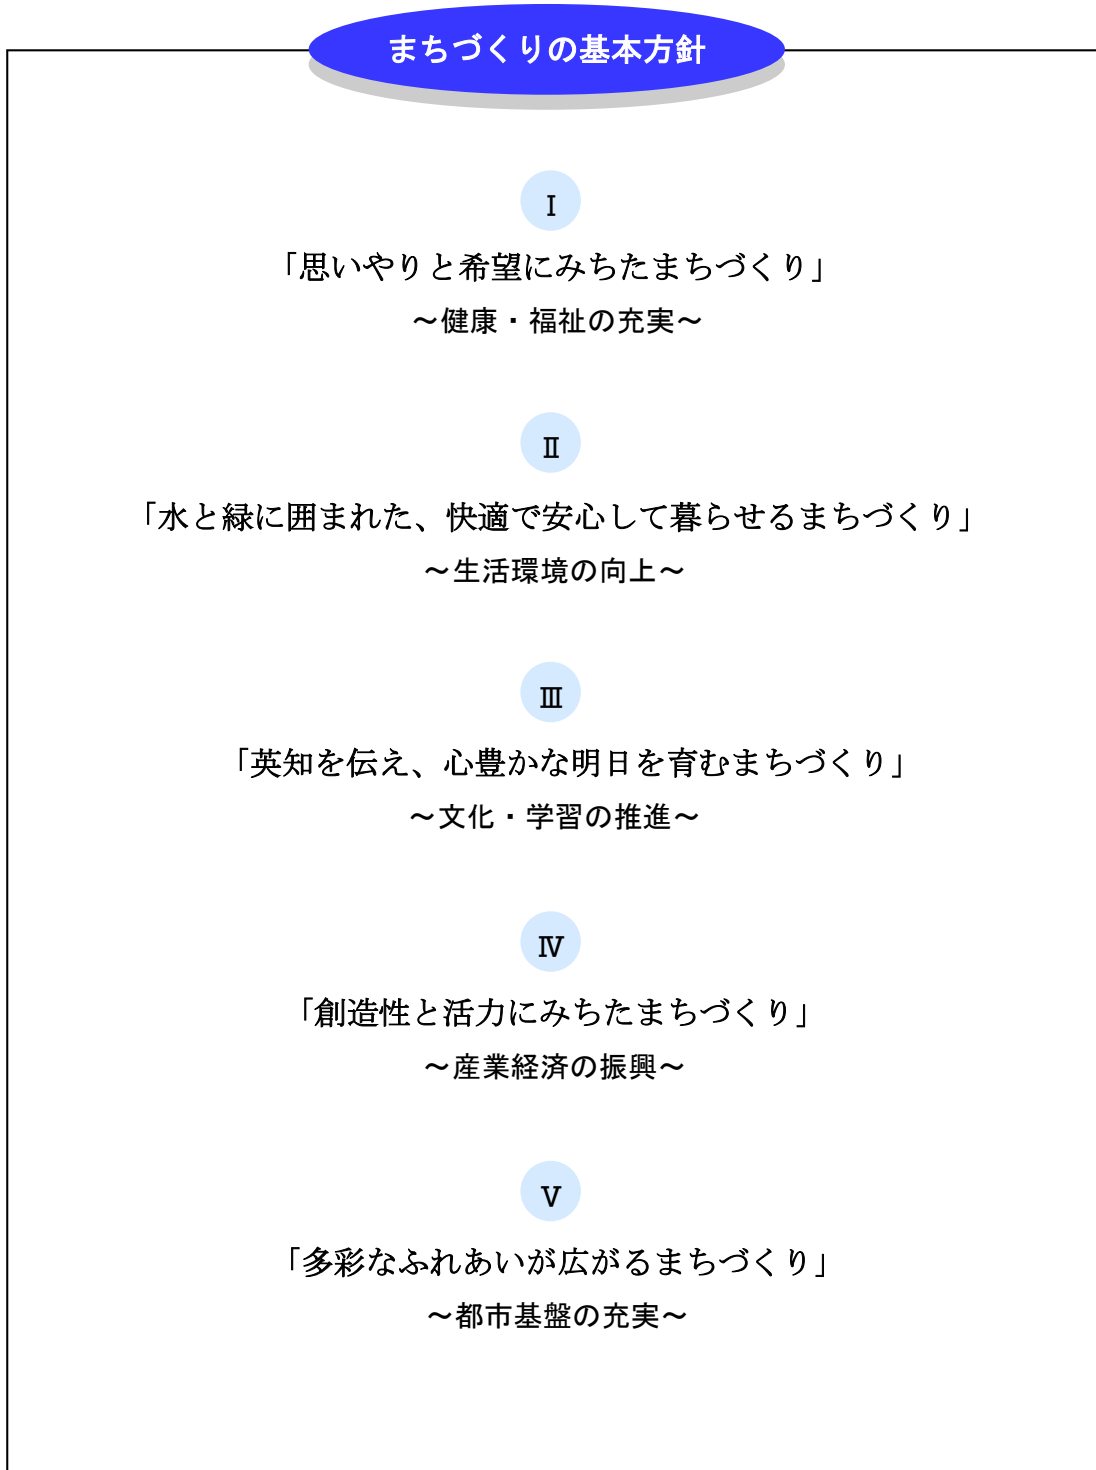 まちづくりの基本方針
Ⅰ
「思いやりと希望にみちたまちづくり」
～健康・福祉の充実～
Ⅱ
「水と緑に囲まれた、快適で安心して暮らせるまちづくり」
～生活環境の向上～
Ⅲ
「英知を伝え、心豊かな明日を育むまちづくり」
～文化・学習の推進～
Ⅳ
「創造性と活力にみちたまちづくり」
～産業経済の振興～
Ⅴ
「多彩なふれあいが広がるまちづくり」
～都市基盤の充実～